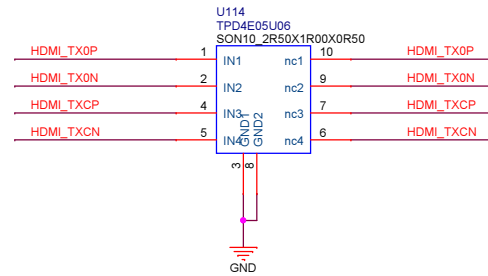 U114
TPD4E05U06
SON10_2R50X1R00X0R50
HDMI_TX0P 1 IN1 nc1 10 HDMI_TX0P
HDMI_TX0N 2 IN2 nc2 9 HDMI_TX0N
HDMI_TXCP 4 IN3 nc3 7 HDMI_TXCP
HDMI_TXCN 5 IN4 nc4 6 HDMI_TXCN
GND1
GND2
3
8
GND